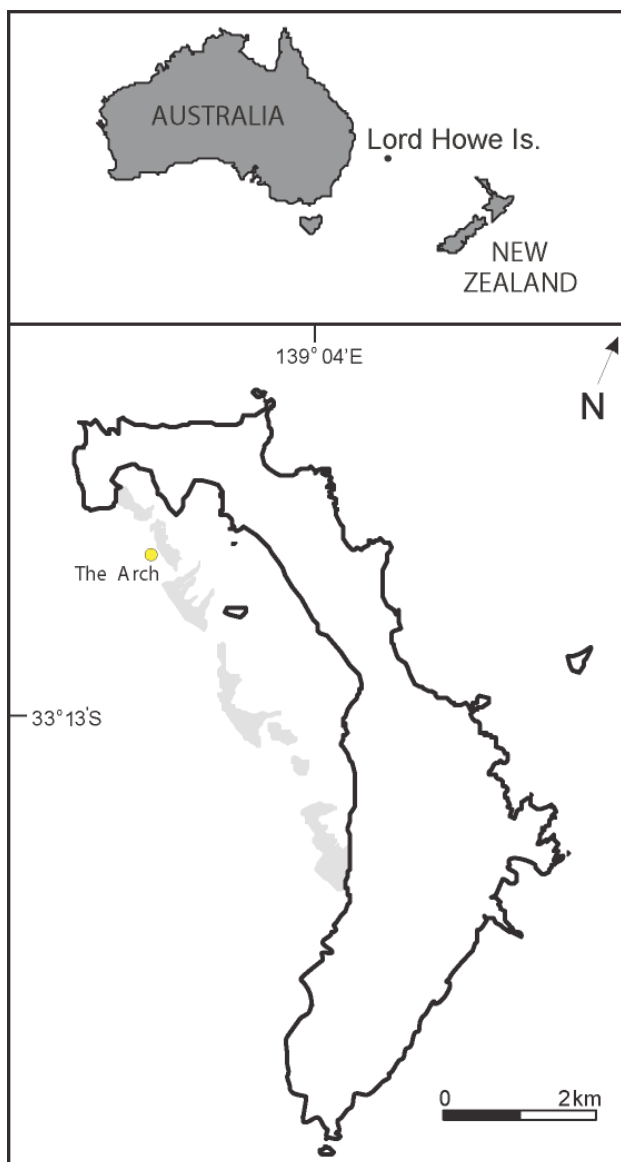 AUSTRALIA
Lord Howe Is.
NEW
ZEALAND
139° 04'E
N
The Arch
33°13'S
0 2km